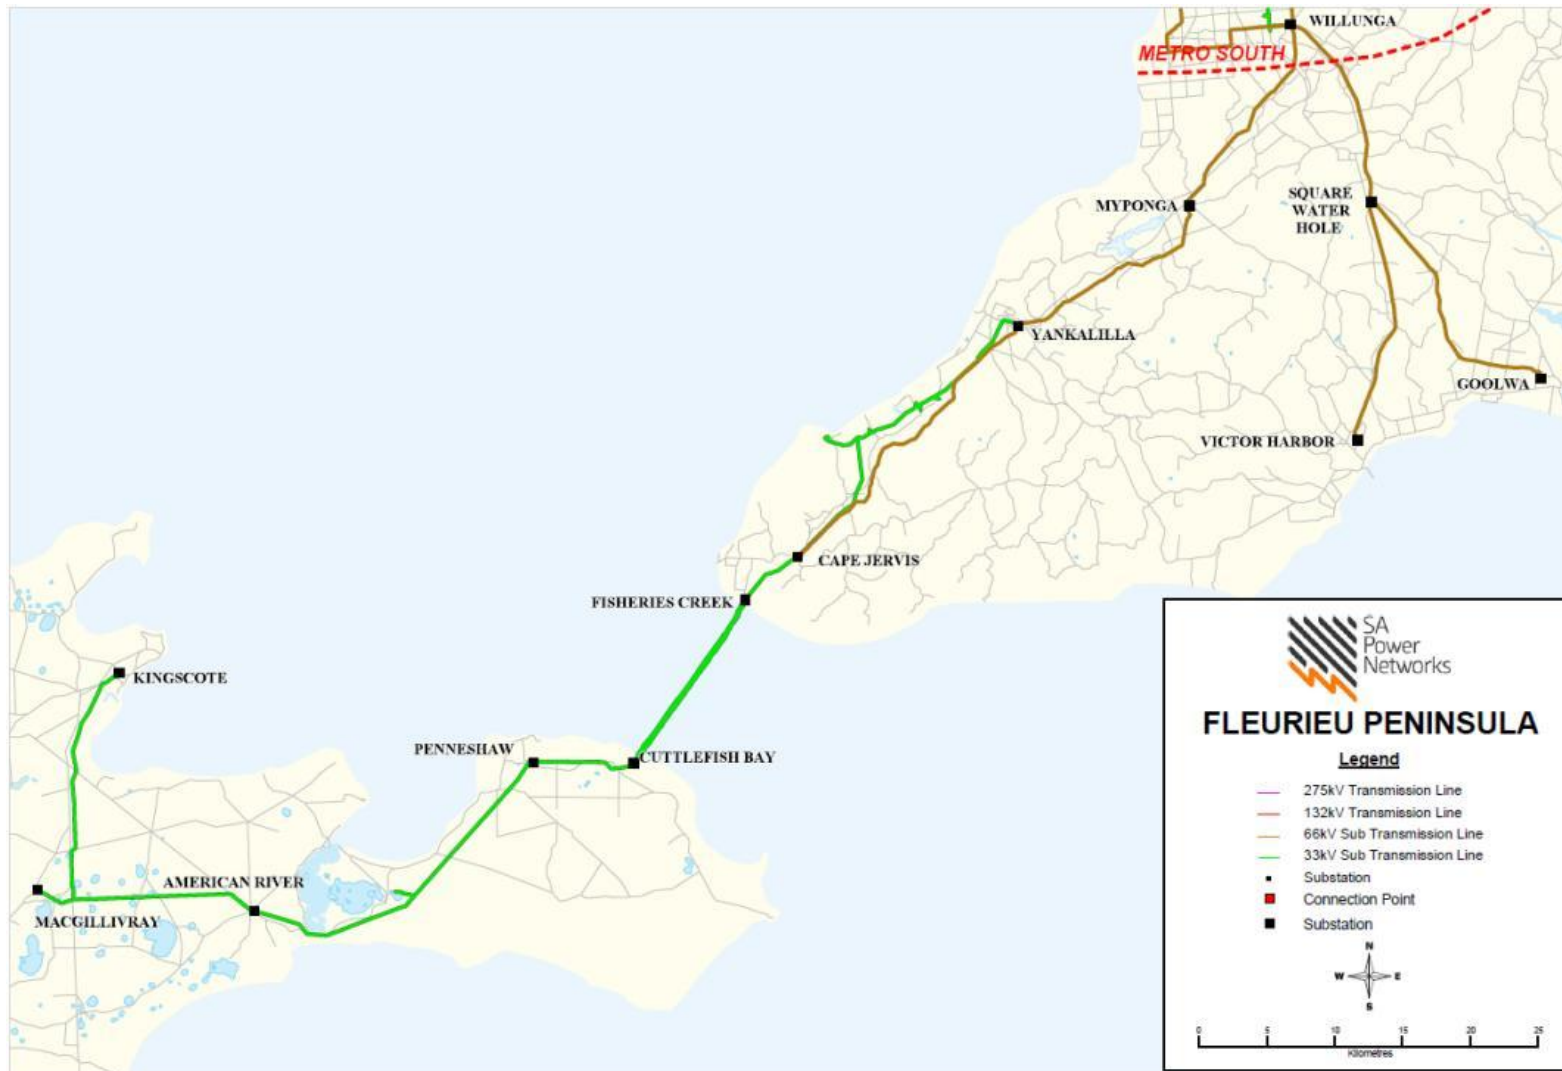 WILLUNGA
METRO SOUTH
MYPONGA
SQUARE
WATER
HOLE
YANKALILLA
GOOLWA
VICTOR HARBOR
CAPE JERVIS
FISHERIES CREEK
KINGSCOTE
PENNESHAW
CUTTLEFISH BAY
AMERICAN RIVER
MACGILLIVRAY
SA
Power
Networks
FLEURIEU PENINSULA
Legend
275kV Transmission Line
132kV Transmission Line
66kV Sub Transmission Line
33kV Sub Transmission Line
Substation
Connection Point
Substation
N
W E
S
0 5 10 15 20 25
Kilometres